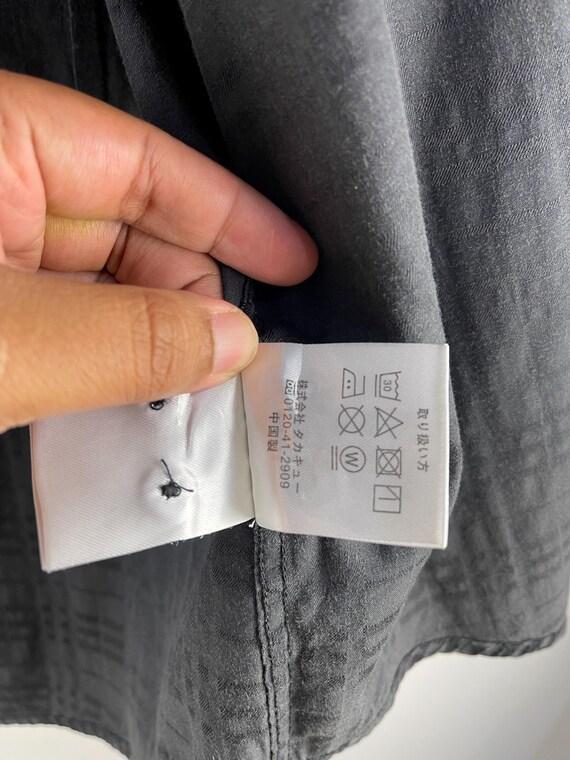 取り扱い方
30
W
株式会社 タカキュー
0120-41-2909
中国製